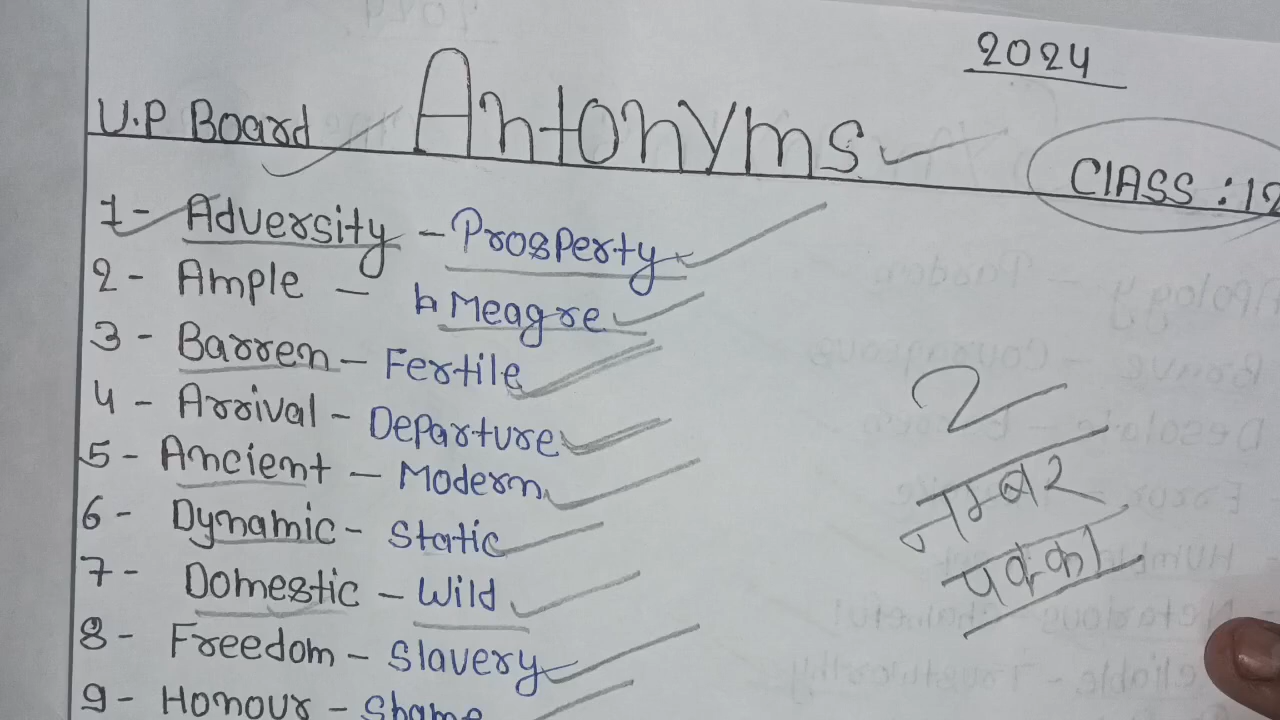 2024
U.P Board Antonyms
CLASS : 12
1- Adversity - Prosperty
2 - Ample - Meagre
3 - Barren - Fertile
4 - Arrival - Departure
5 - Ancient - Modern
6 - Dynamic - Static
7 - Domestic - Wild
8 - Freedom - Slavery
9 - Honour - Shame
2
नम्बर
पक्का